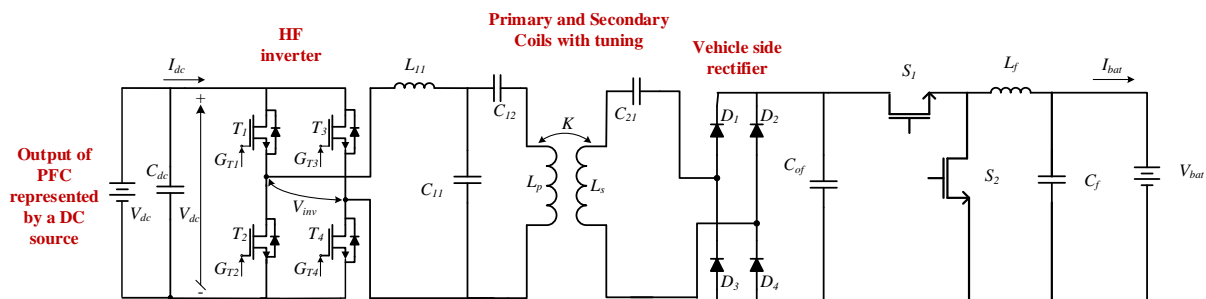 HF
inverter
Primary and Secondary
Coils with tuning
Vehicle side
rectifier
Output of
PFC
represented
by a DC
source
I_dc
V_dc
C_dc
+
V_dc
-
T_1
T_3
G_T1
G_T3
V_inv
T_2
T_4
G_T2
G_T4
L_11
C_11
C_12
K
L_p
L_s
C_21
D_1
D_2
D_3
D_4
C_of
S_1
S_2
L_f
C_f
I_bat
V_bat